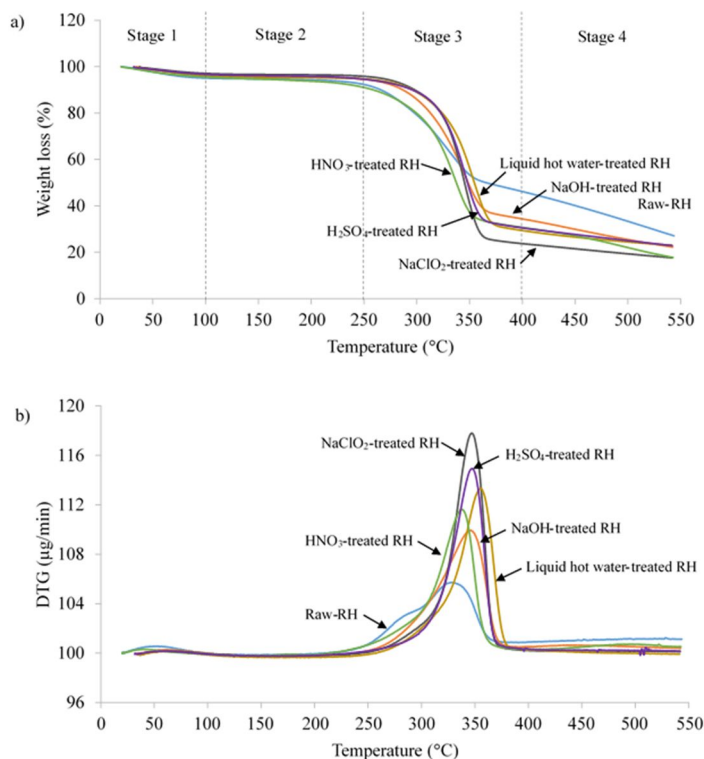 a)
Stage 1 Stage 2 Stage 3 Stage 4
100
80
60
40
20
0
Weight loss (%)
HNO₃-treated RH
Liquid hot water-treated RH
NaOH-treated RH
Raw-RH
H₂SO₄-treated RH
NaClO₂-treated RH
0 50 100 150 200 250 300 350 400 450 500 550
Temperature (°C)
b)
120
116
112
108
104
100
96
DTG (µg/min)
NaClO₂-treated RH
H₂SO₄-treated RH
HNO₃-treated RH
NaOH-treated RH
Liquid hot water-treated RH
Raw-RH
0 50 100 150 200 250 300 350 400 450 500 550
Temperature (°C)